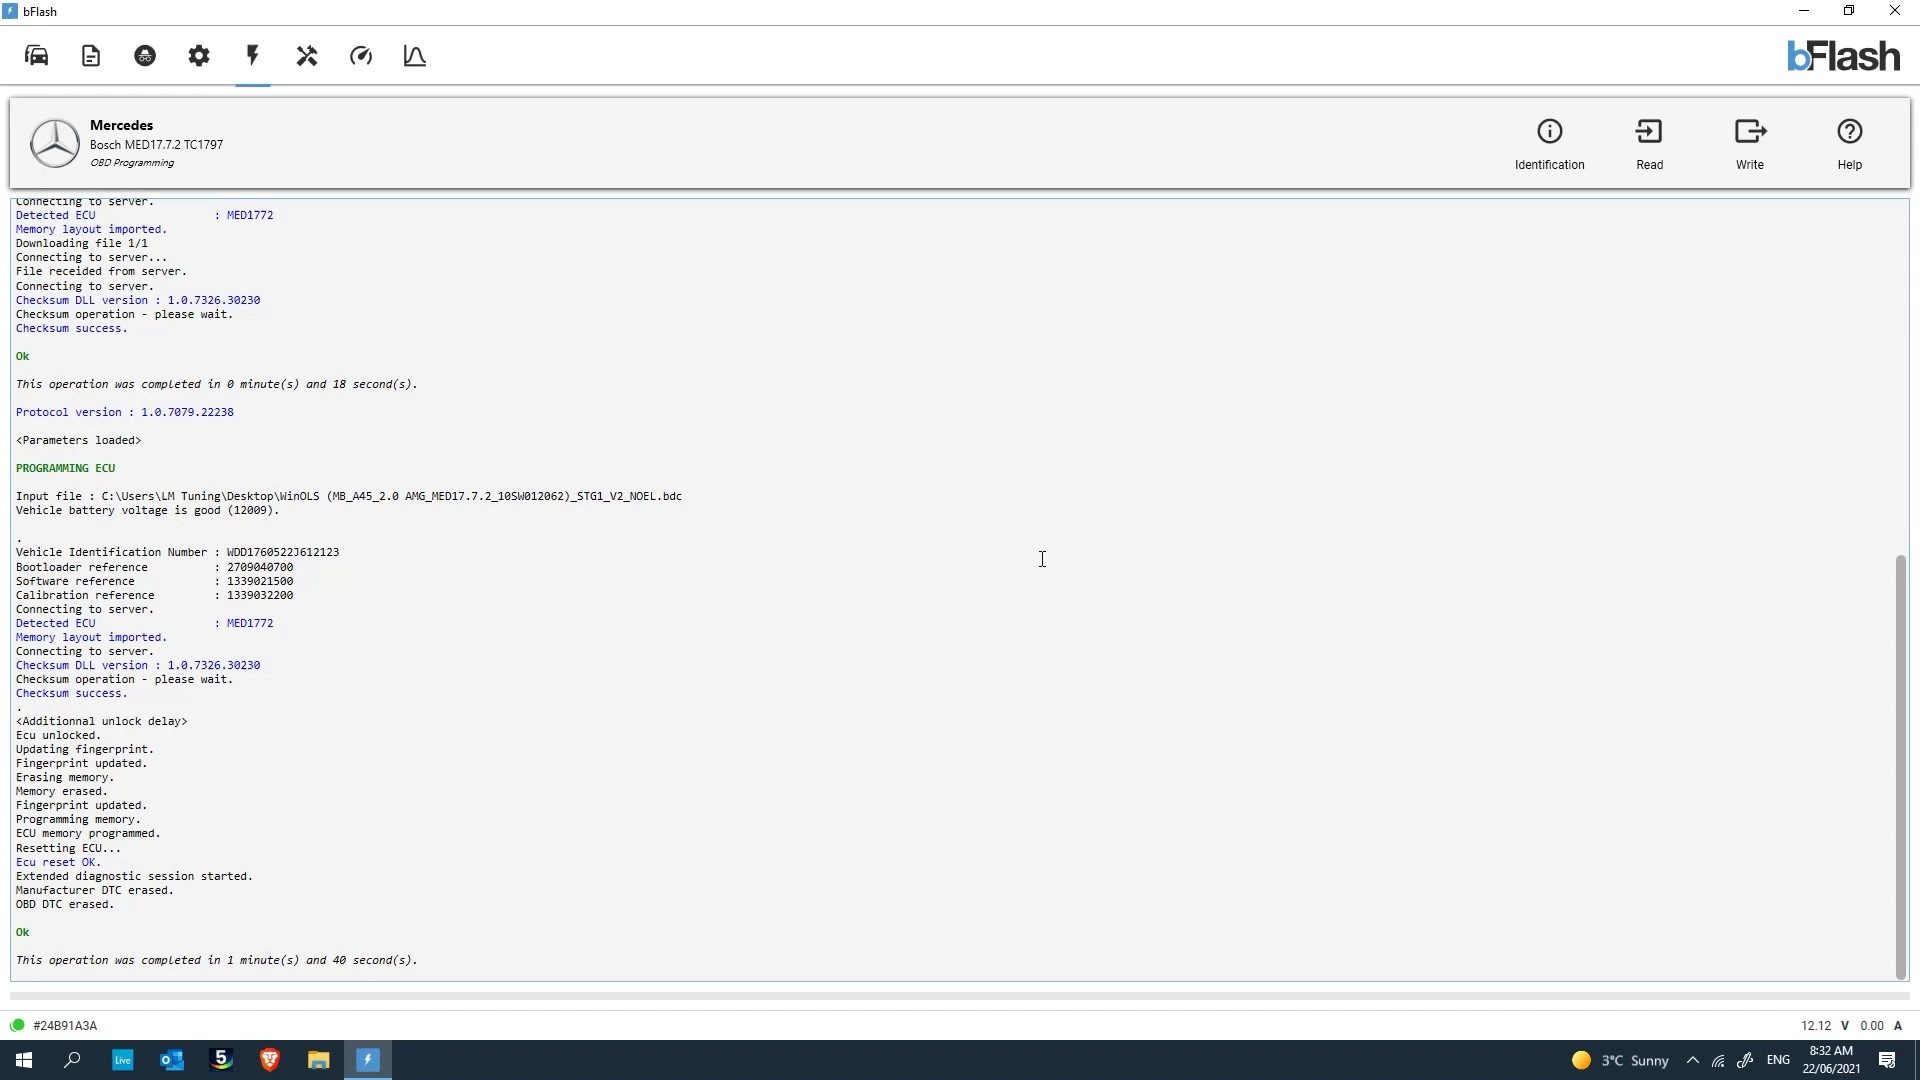 bFlash
bFlash
Mercedes
Bosch MED17.7.2 TC1797
OBD Programming
Identification
Read
Write
Help
Connecting to server.
Detected ECU : MED1772
Memory layout imported.
Downloading file 1/1
Connecting to server...
File receided from server.
Connecting to server.
Checksum DLL version : 1.0.7326.30230
Checksum operation - please wait.
Checksum success.
Ok
This operation was completed in 0 minute(s) and 18 second(s).
Protocol version : 1.0.7079.22238
<Parameters loaded>
PROGRAMMING ECU
Input file : C:\Users\LM Tuning\Desktop\WinOLS (MB_A45_2.0 AMG_MED17.7.2_10SW012062)_STG1_V2_NOEL.bdc
Vehicle battery voltage is good (12009).
.
Vehicle Identification Number : WDD1760522J612123
Bootloader reference : 2709040700
Software reference : 1339021500
Calibration reference : 1339032200
Connecting to server.
Detected ECU : MED1772
Memory layout imported.
Connecting to server.
Checksum DLL version : 1.0.7326.30230
Checksum operation - please wait.
Checksum success.
.
<Additionnal unlock delay>
Ecu unlocked.
Updating fingerprint.
Fingerprint updated.
Erasing memory.
Memory erased.
Fingerprint updated.
Programming memory.
ECU memory programmed.
Resetting ECU...
Ecu reset OK.
Extended diagnostic session started.
Manufacturer DTC erased.
OBD DTC erased.
Ok
This operation was completed in 1 minute(s) and 40 second(s).
#24B91A3A
12.12 V 0.00 A
Live
5
3°C Sunny
ENG
8:32 AM
22/06/2021